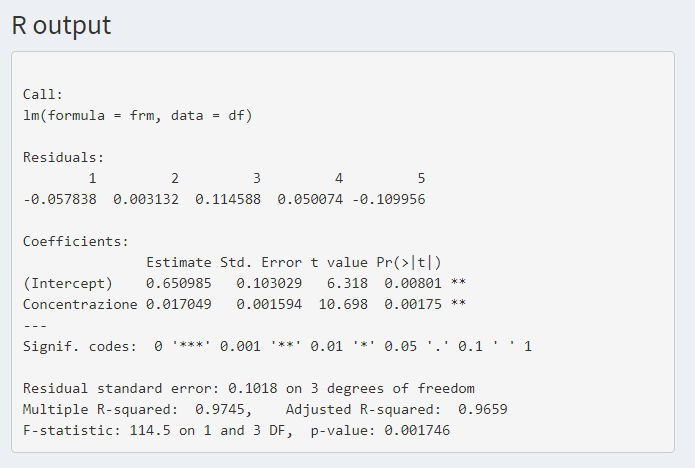 R output
Call:
lm(formula = frm, data = df)
Residuals:
1 2 3 4 5
-0.057838 0.003132 0.114588 0.050074 -0.109956
Coefficients:
Estimate Std. Error t value Pr(>|t|)
(Intercept) 0.650985 0.103029 6.318 0.00801 **
Concentrazione 0.017049 0.001594 10.698 0.00175 **
---
Signif. codes: 0 '***' 0.001 '**' 0.01 '*' 0.05 '.' 0.1 ' ' 1
Residual standard error: 0.1018 on 3 degrees of freedom
Multiple R-squared: 0.9745, Adjusted R-squared: 0.9659
F-statistic: 114.5 on 1 and 3 DF, p-value: 0.001746